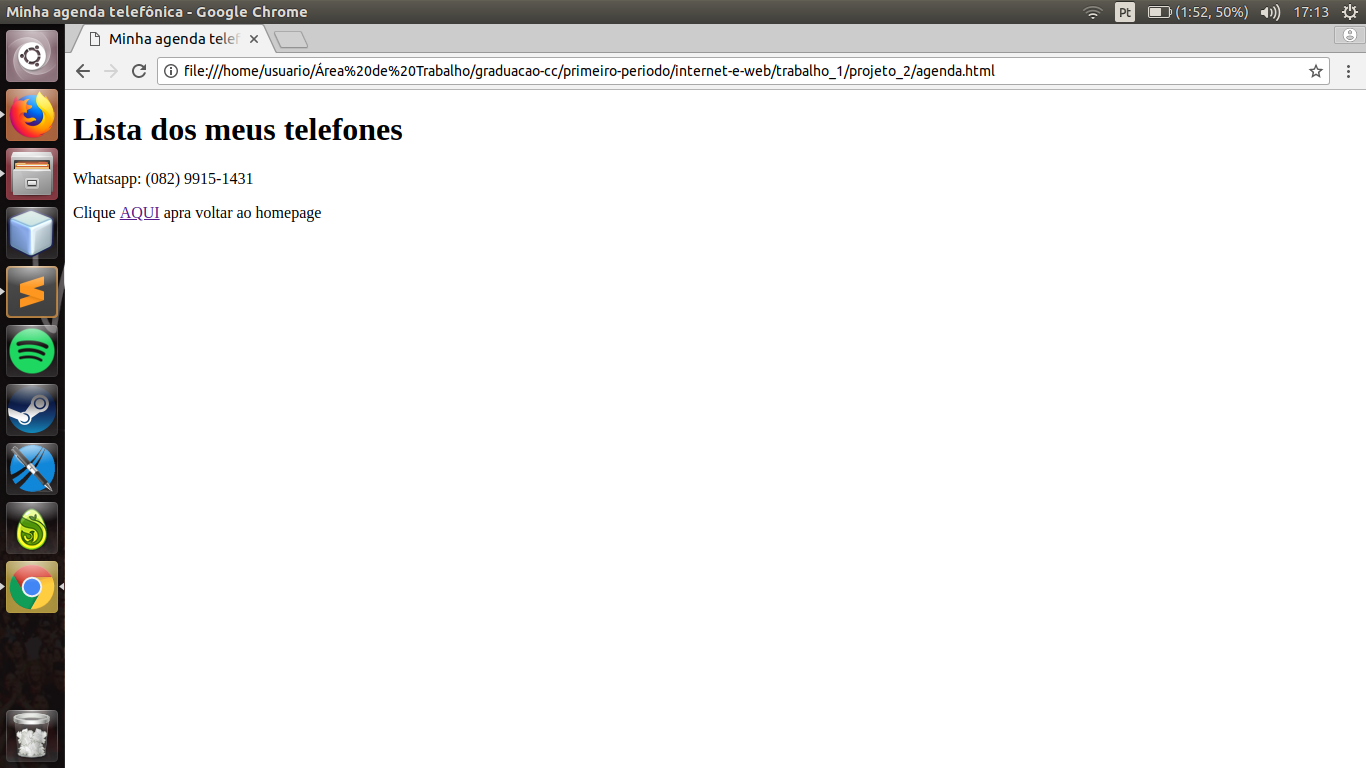 Minha agenda telefônica - Google Chrome
Pt (1:52, 50%) 17:13
Minha agenda telef
file:///home/usuario/Área%20de%20Trabalho/graduacao-cc/primeiro-periodo/internet-e-web/trabalho_1/projeto_2/agenda.html
Lista dos meus telefones
Whatsapp: (082) 9915-1431
Clique AQUI apra voltar ao homepage